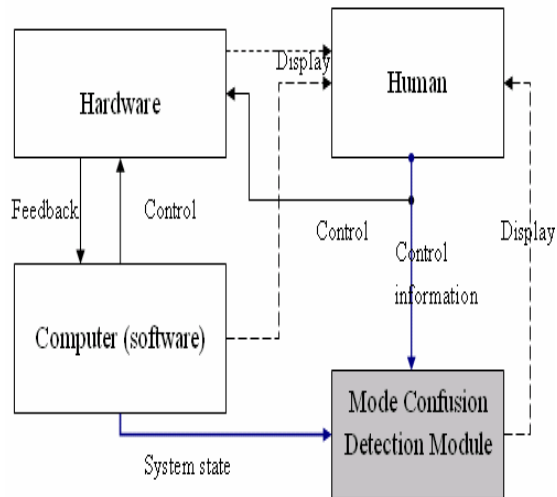 Display
Human
Hardware
Feedback
Control
Control
Control
information
Display
Computer (software)
Mode Confusion
Detection Module
System state